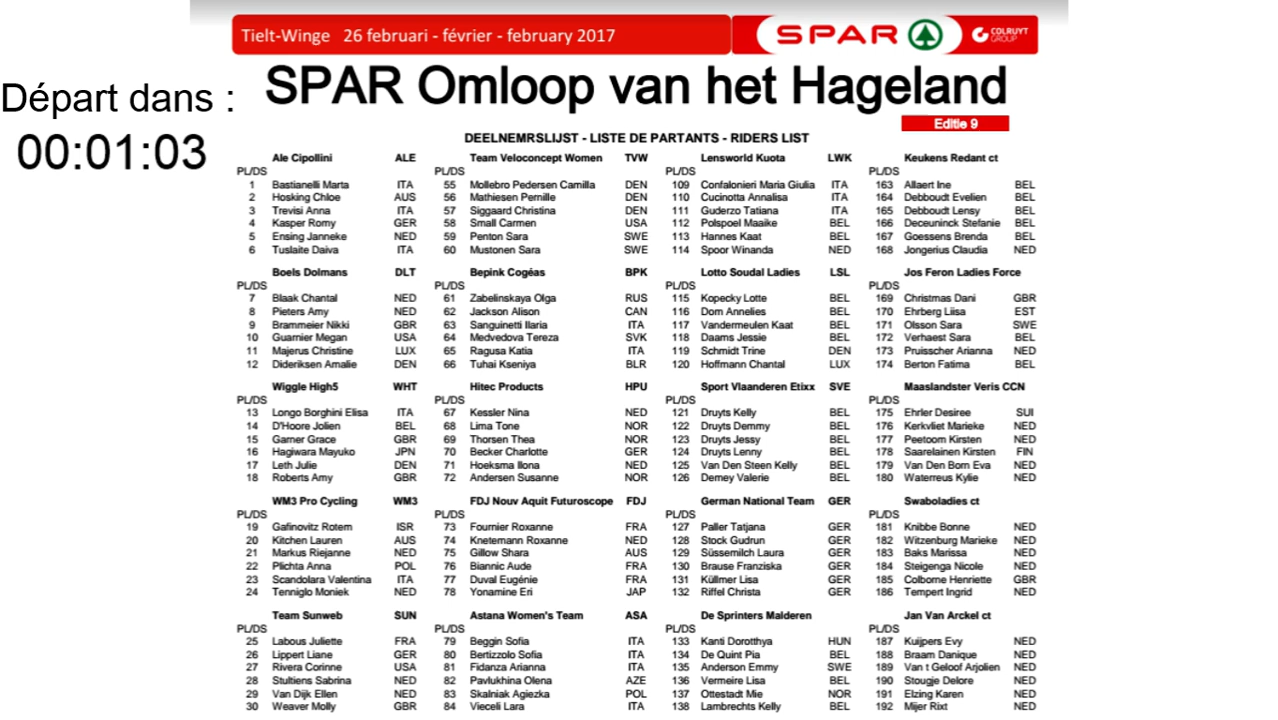 Tielt-Winge 26 februari - février - february 2017
SPAR
COLRUYT
GROUP
Départ dans :
00:01:03
SPAR Omloop van het Hageland
Editie 9
DEELNEMRSLIJST - LISTE DE PARTANTS - RIDERS LIST
Ale Cipollini ALE
PL/DS
1 Bastianelli Marta ITA
2 Hosking Chloe AUS
3 Trevisi Anna ITA
4 Kasper Romy GER
5 Ensing Janneke NED
6 Tuslaite Daiva ITA
Boels Dolmans DLT
PL/DS
7 Blaak Chantal NED
8 Pieters Amy NED
9 Brammeier Nikki GBR
10 Guarnier Megan USA
11 Majerus Christine LUX
12 Dideriksen Amalie DEN
Wiggle High5 WHT
PL/DS
13 Longo Borghini Elisa ITA
14 D'Hoore Jolien BEL
15 Garner Grace GBR
16 Hagiwara Mayuko JPN
17 Leth Julie DEN
18 Roberts Amy GBR
WM3 Pro Cycling WM3
PL/DS
19 Gafinovitz Rotem ISR
20 Kitchen Lauren AUS
21 Markus Riejanne NED
22 Plichta Anna POL
23 Scandolara Valentina ITA
24 Tenniglo Moniek NED
Team Sunweb SUN
PL/DS
25 Labous Juliette FRA
26 Lippert Liane GER
27 Rivera Corinne USA
28 Stultiens Sabrina NED
29 Van Dijk Ellen NED
30 Weaver Molly GBR
Team Veloconcept Women TVW
PL/DS
55 Mollebro Pedersen Camilla DEN
56 Mathiesen Pernille DEN
57 Siggaard Christina DEN
58 Small Carmen USA
59 Penton Sara SWE
60 Mustonen Sara SWE
Bepink Cogéas BPK
PL/DS
61 Zabelinskaya Olga RUS
62 Jackson Alison CAN
63 Sanguinetti Ilaria ITA
64 Medvedova Tereza SVK
65 Ragusa Katia ITA
66 Tuhai Kseniya BLR
Hitec Products HPU
PL/DS
67 Kessler Nina NED
68 Lima Tone NOR
69 Thorsen Thea NOR
70 Becker Charlotte GER
71 Hoeksma Ilona NED
72 Andersen Susanne NOR
FDJ Nouv Aquit Futuroscope FDJ
PL/DS
73 Fournier Roxanne FRA
74 Knetemann Roxanne NED
75 Gillow Shara AUS
76 Biannic Aude FRA
77 Duval Eugénie FRA
78 Yonamine Eri JAP
Astana Women's Team ASA
PL/DS
79 Beggin Sofia ITA
80 Bertizzolo Sofia ITA
81 Fidanza Arianna ITA
82 Pavlukhina Olena AZE
83 Skalniak Agiezka POL
84 Vieceli Lara ITA
Lensworld Kuota LWK
PL/DS
109 Confalonieri Maria Giulia ITA
110 Cucinotta Annalisa ITA
111 Guderzo Tatiana ITA
112 Polspoel Maaike BEL
113 Hannes Kaat BEL
114 Spoor Winanda NED
Lotto Soudal Ladies LSL
PL/DS
115 Kopecky Lotte BEL
116 Dom Annelies BEL
117 Vandermeulen Kaat BEL
118 Daams Jessie BEL
119 Schmidt Trine DEN
120 Hoffmann Chantal LUX
Sport Vlaanderen Etixx SVE
PL/DS
121 Druyts Kelly BEL
122 Druyts Demmy BEL
123 Druyts Jessy BEL
124 Druyts Lenny BEL
125 Van Den Steen Kelly BEL
126 Demey Valerie BEL
German National Team GER
PL/DS
127 Paller Tatjana GER
128 Stock Gudrun GER
129 Süssemilch Laura GER
130 Brause Franziska GER
131 Küllmer Lisa GER
132 Riffel Christa GER
De Sprinters Malderen
PL/DS
133 Kanti Dorotthya HUN
134 De Quint Pia BEL
135 Anderson Emmy SWE
136 Vermeire Lisa BEL
137 Ottestadt Mie NOR
138 Lambrechts Kelly BEL
Keukens Redant ct
PL/DS
163 Allaert Ine BEL
164 Debboudt Evelien BEL
165 Debboudt Lensy BEL
166 Deceuninck Stefanie BEL
167 Goessens Brenda BEL
168 Jongerius Claudia NED
Jos Feron Ladies Force
PL/DS
169 Christmas Dani GBR
170 Ehrberg Liisa EST
171 Olsson Sara SWE
172 Verhaest Sara BEL
173 Pruisscher Arianna NED
174 Berton Fatima BEL
Maaslandster Veris CCN
PL/DS
175 Ehrler Desiree SUI
176 Kerkvliet Marieke NED
177 Peetoom Kirsten NED
178 Saarelainen Kirsten FIN
179 Van Den Born Eva NED
180 Waterreus Kylie NED
Swaboladies ct
PL/DS
181 Knibbe Bonne NED
182 Witzenburg Marieke NED
183 Baks Marissa NED
184 Steigenga Nicole NED
185 Colborne Henriette GBR
186 Tempert Ingrid NED
Jan Van Arckel ct
PL/DS
187 Kuijpers Evy NED
188 Braam Danique NED
189 Van t Geloof Arjolien NED
190 Stougje Delore NED
191 Elzing Karen NED
192 Mijer Rixt NED